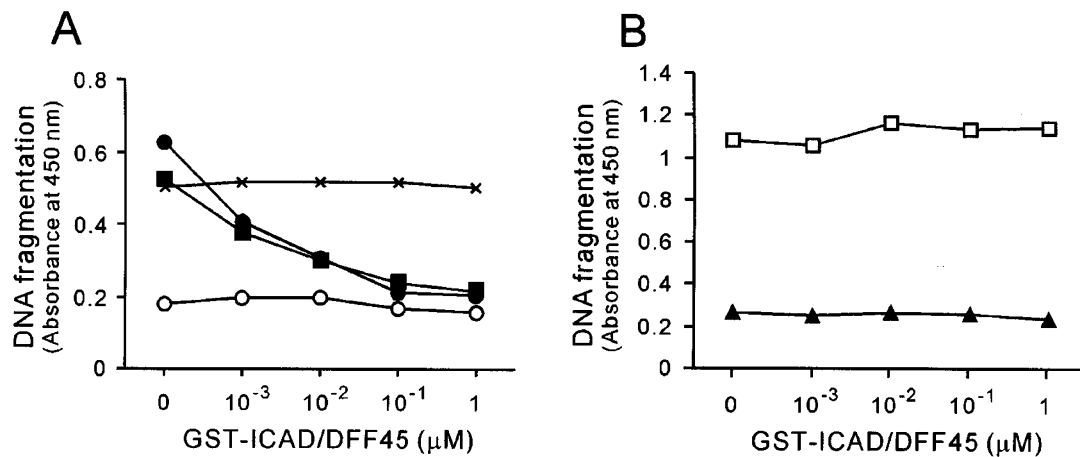 A
DNA fragmentation
(Absorbance at 450 nm)
0.8
0.6
0.4
0.2
0
0 10⁻³ 10⁻² 10⁻¹ 1
GST-ICAD/DFF45 (μM)
B
DNA fragmentation
(Absorbance at 450 nm)
1.4
1.2
1
0.8
0.6
0.4
0.2
0
0 10⁻³ 10⁻² 10⁻¹ 1
GST-ICAD/DFF45 (μM)